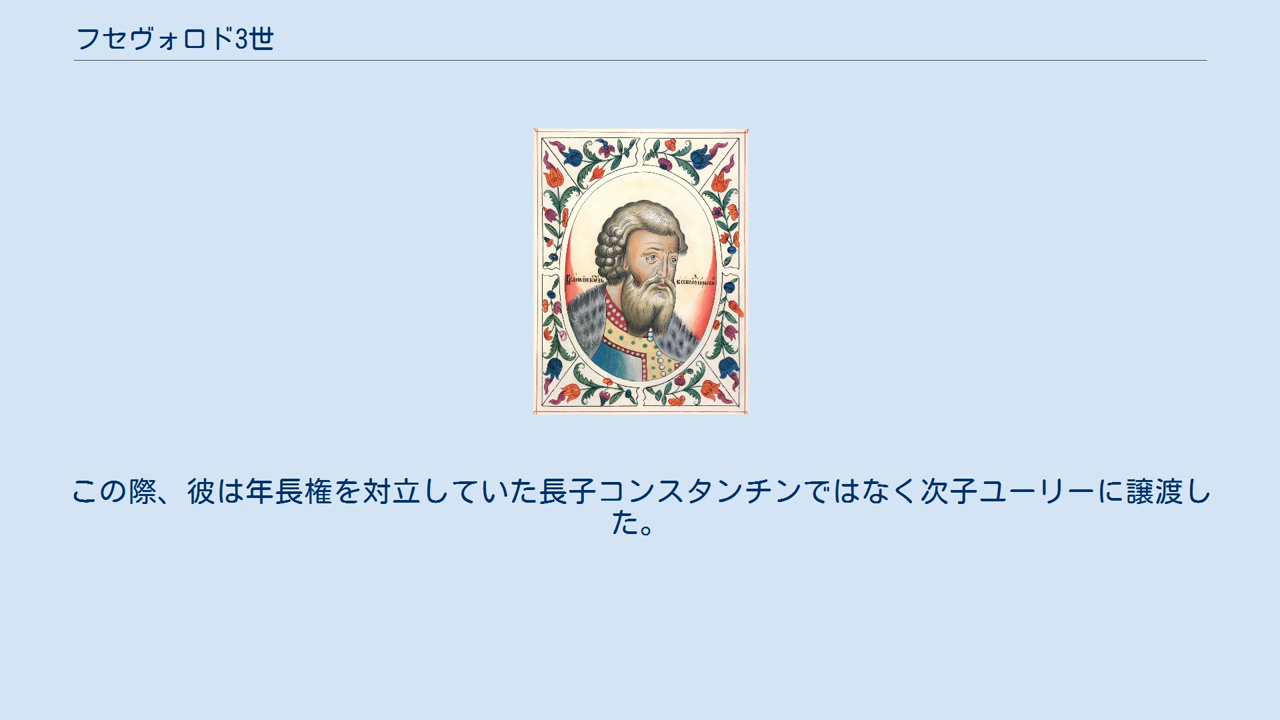 フセヴォロド3世
この際、彼は年長権を対立していた長子コンスタンチンではなく次子ユーリーに譲渡し
た。